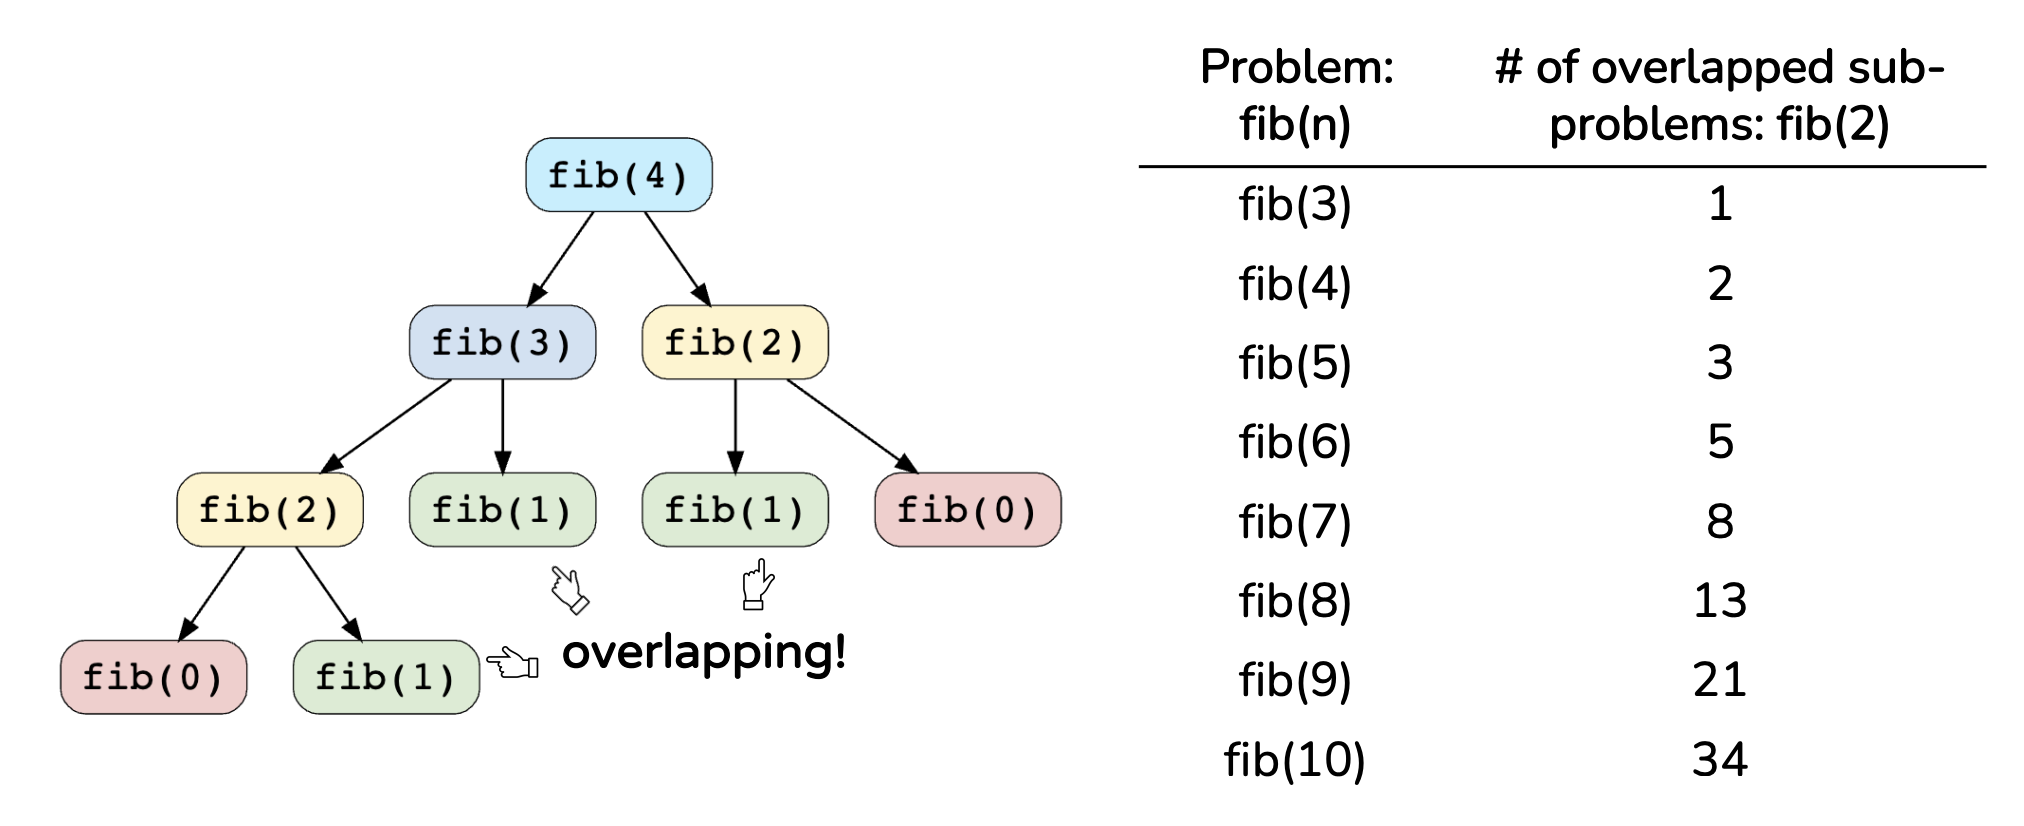 fib(4)
fib(3) fib(2)
fib(2) fib(1) fib(1) fib(0)
fib(0) fib(1) overlapping!
Problem: # of overlapped sub-
fib(n) problems: fib(2)
fib(3) 1
fib(4) 2
fib(5) 3
fib(6) 5
fib(7) 8
fib(8) 13
fib(9) 21
fib(10) 34